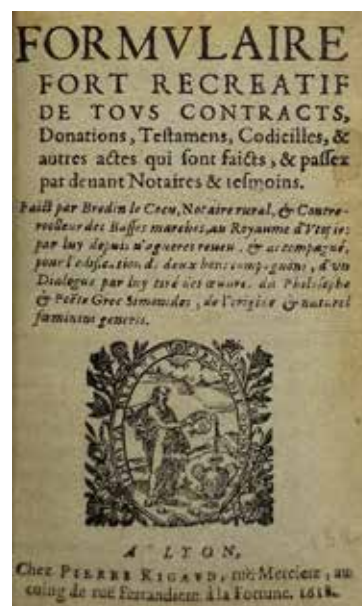 FORMVLAIRE
FORT RECREATIF
DE TOVS CONTRACTS,
Donations, Testamens, Codicilles, &
autres actes qui sont faicts, & passez
par deuant Notaires & tesmoins.
Faict par Bredin le Cocu, Notaire rural, & Contre-
rolleur des Basses marches, au Royaume d'Vtopie:
par luy depuis n'agueres reueu, & accompagné,
pour l'edification de deux bons compagnons, d'vn
Dialogue par luy tiré des œuures du Philosophe
& Poëte Grec Simonides, de l'origine & naturel
fœminini generis.
A LYON,
Chez PIERRE RIGAVD, ruë Merciere, au
coing de ruë Ferrandiere à la Fortune. 1618.